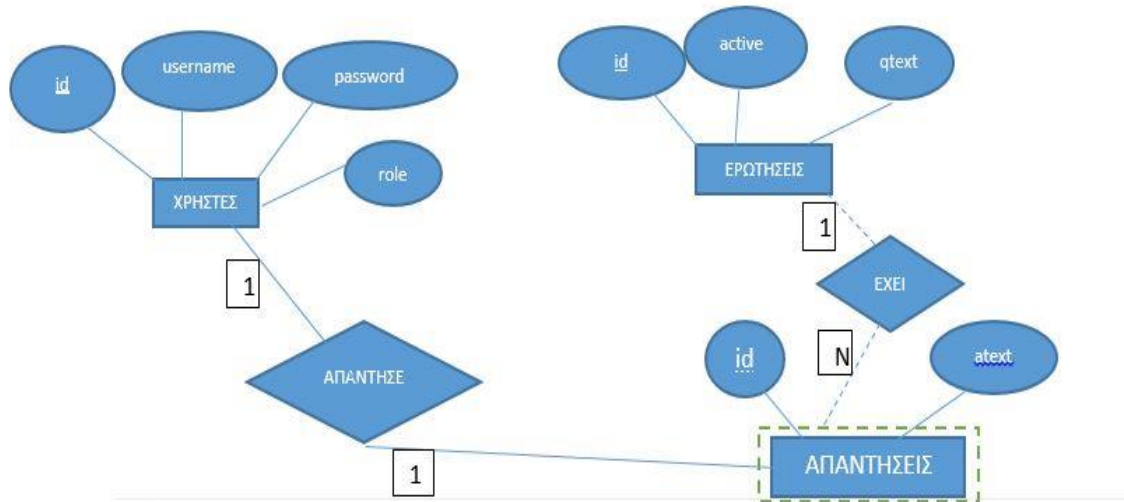 id
username
password
role
ΧΡΗΣΤΕΣ
1
ΑΠΑΝΤΗΣΕ
1
id
active
qtext
ΕΡΩΤΗΣΕΙΣ
1
ΕΧΕΙ
N
id
atext
ΑΠΑΝΤΗΣΕΙΣ